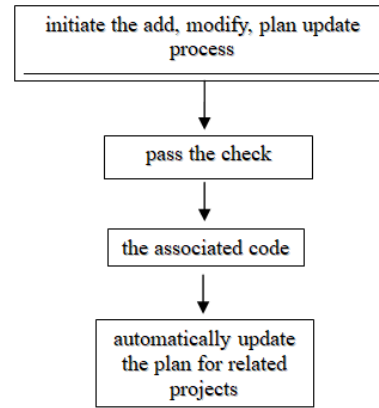 initiate the add, modify, plan update
process
pass the check
the associated code
automatically update
the plan for related
projects